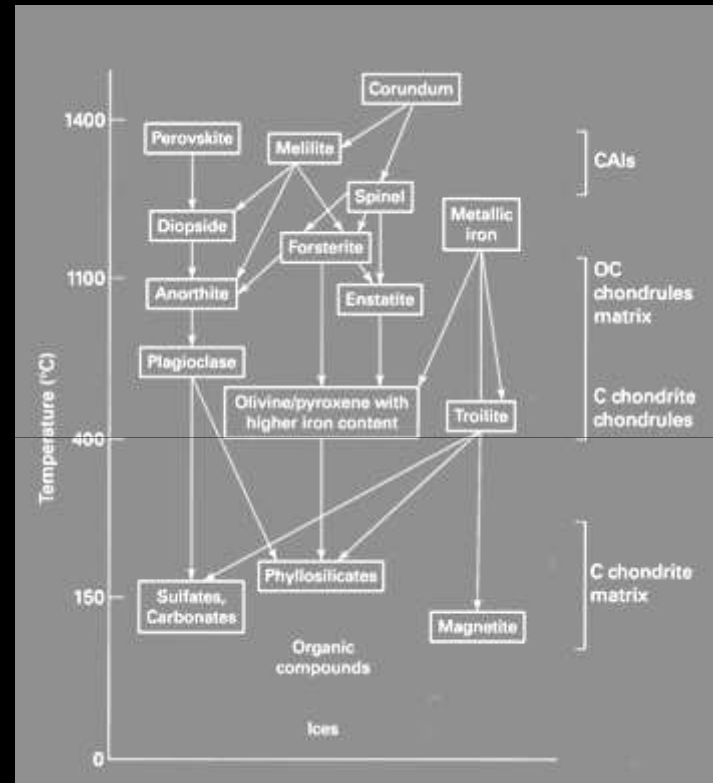 Corundum
1400
Perovskite
Melilite
CAIs
Spinel
Metallic
iron
Diopside
Forsterite
1100
Anorthite
Enstatite
OC
chondrules
matrix
Plagioclase
Temperature (°C)
Olivine/pyroxene with
higher iron content
Troilite
C chondrite
chondrules
400
Phyllosilicates
150
Sulfates,
Carbonates
C chondrite
matrix
Magnetite
Organic
compounds
Ices
0